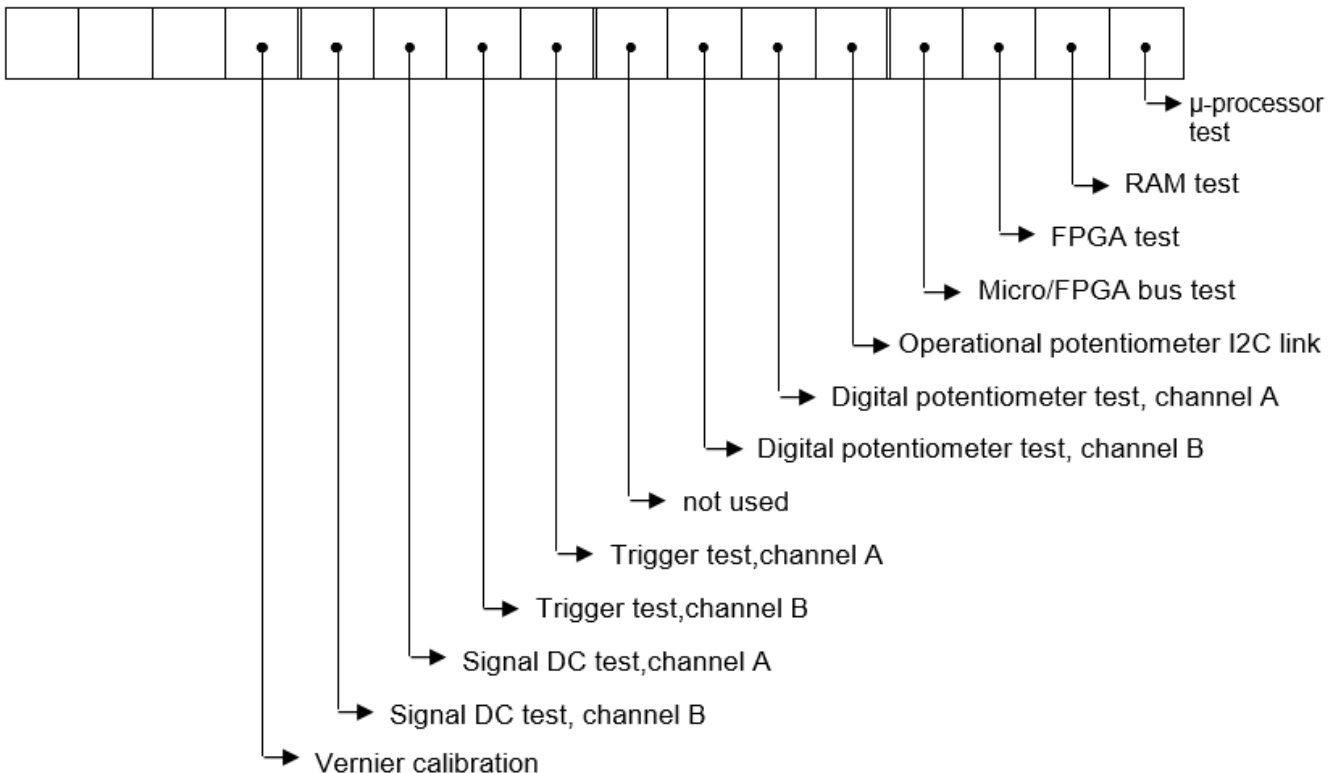 μ-processor
test
RAM test
FPGA test
Micro/FPGA bus test
Operational potentiometer I2C link
Digital potentiometer test, channel A
Digital potentiometer test, channel B
not used
Trigger test,channel A
Trigger test,channel B
Signal DC test,channel A
Signal DC test, channel B
Vernier calibration